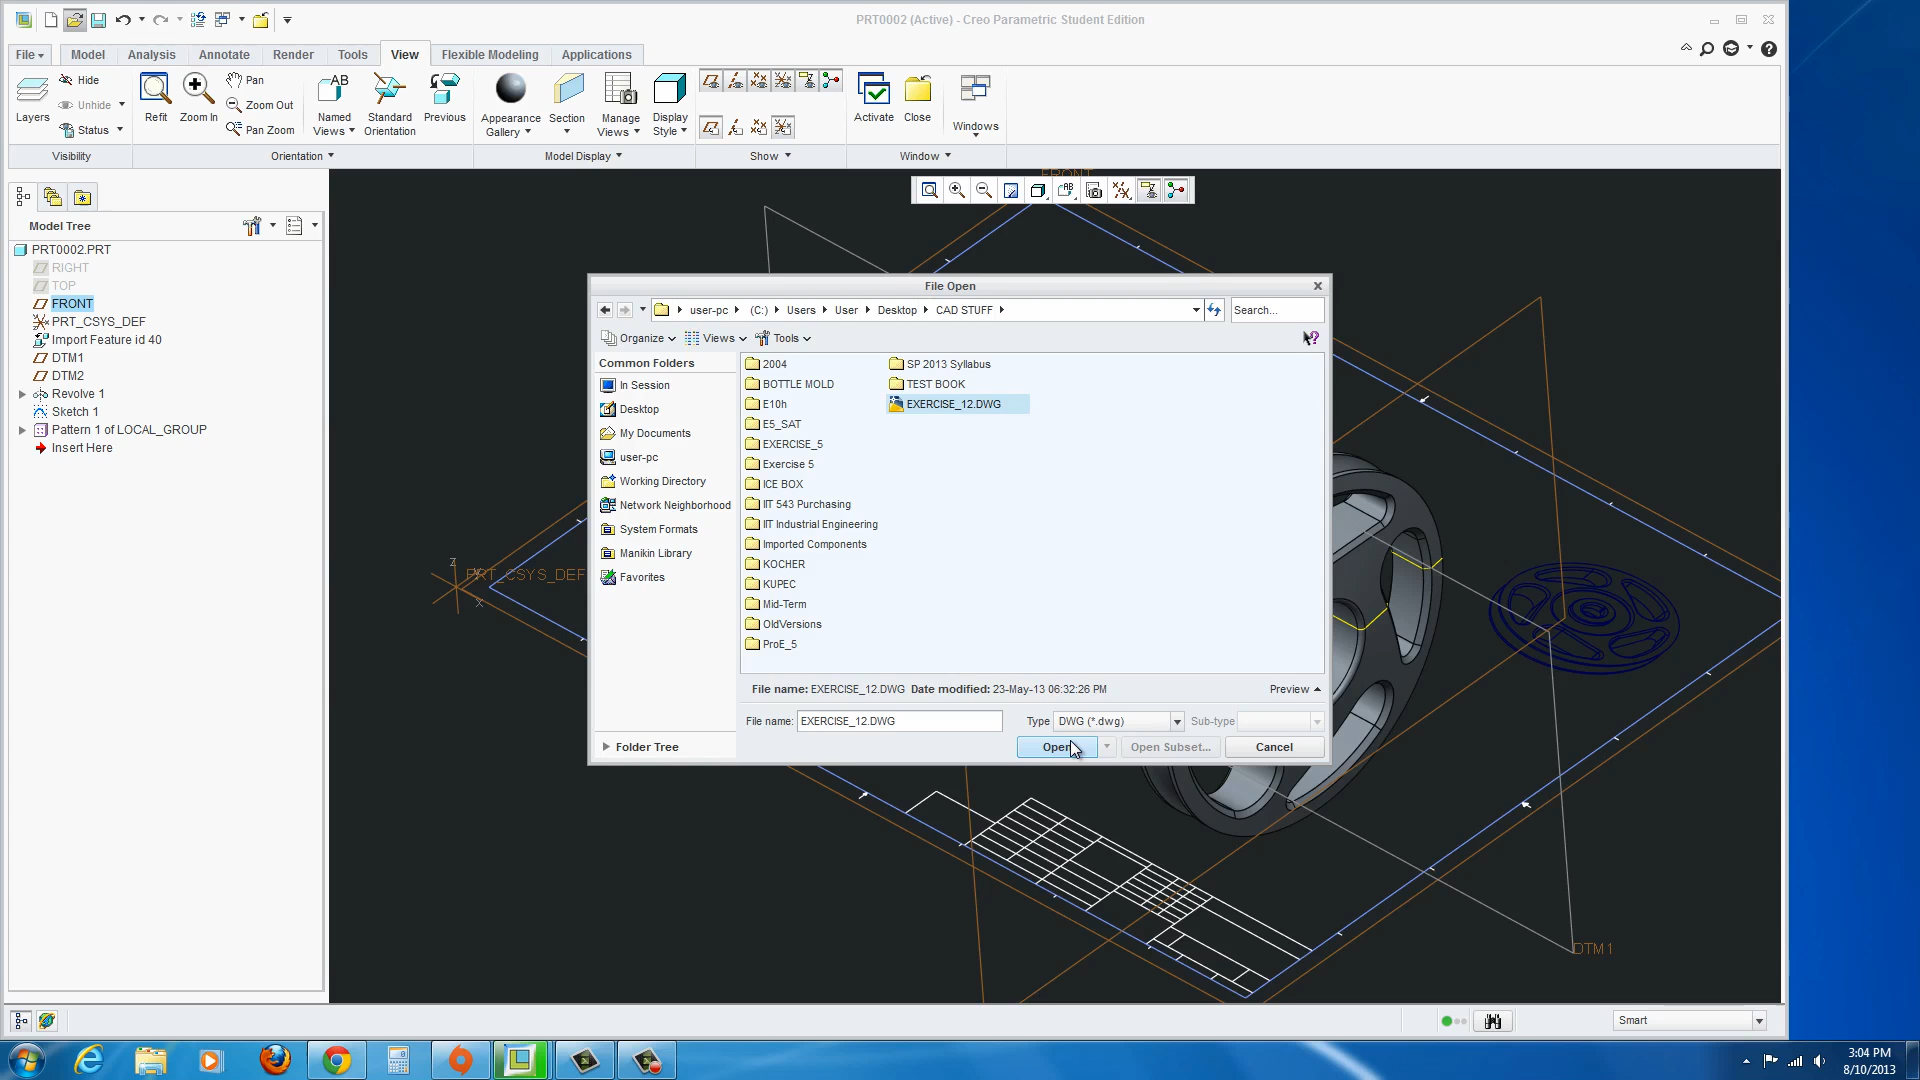 PRT0002 (Active) - Creo Parametric Student Edition
File Model Analysis Annotate Render Tools View Flexible Modeling Applications
Layers
Hide
Unhide
Status
Visibility
Refit
Zoom In
Pan
Zoom Out
Pan Zoom
Named Views
Standard Orientation
Previous
Orientation
Appearance Gallery
Section
Manage Views
Display Style
Model Display
Show
Activate
Close
Windows
Window
Model Tree
PRT0002.PRT
RIGHT
TOP
FRONT
PRT_CSYS_DEF
Import Feature id 40
DTM1
DTM2
Revolve 1
Sketch 1
Pattern 1 of LOCAL_GROUP
Insert Here
FRONT
File Open
user-pc (C:) Users User Desktop CAD STUFF
Search...
Organize Views Tools
Common Folders
In Session
Desktop
My Documents
user-pc
Working Directory
Network Neighborhood
System Formats
Manikin Library
Favorites
Folder Tree
2004
BOTTLE MOLD
E10h
E5_SAT
EXERCISE_5
Exercise 5
ICE BOX
IIT 543 Purchasing
IIT Industrial Engineering
Imported Components
KOCHER
KUPEC
Mid-Term
OldVersions
ProE_5
SP 2013 Syllabus
TEST BOOK
EXERCISE_12.DWG
File name: EXERCISE_12.DWG Date modified: 23-May-13 06:32:26 PM
Preview
File name: EXERCISE_12.DWG
Type DWG (*.dwg)
Sub-type
Open
Open Subset...
Cancel
Z
PRT_CSYS_DEF
X
DTM1
Smart
3:04 PM
8/10/2013